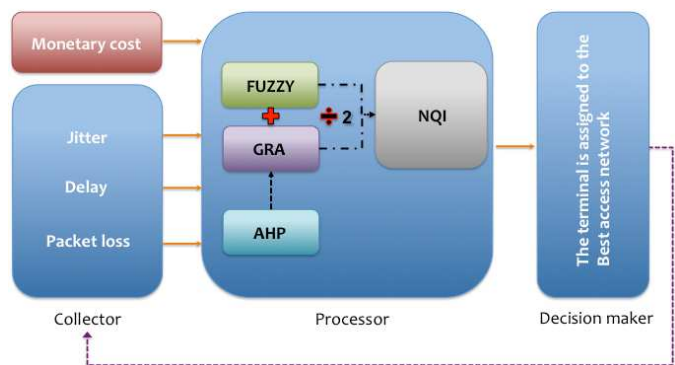 Monetary cost
Jitter
Delay
Packet loss
Collector
FUZZY
+
GRA
÷ 2
AHP
NQI
Processor
The terminal is assigned to the
Best access network
Decision maker